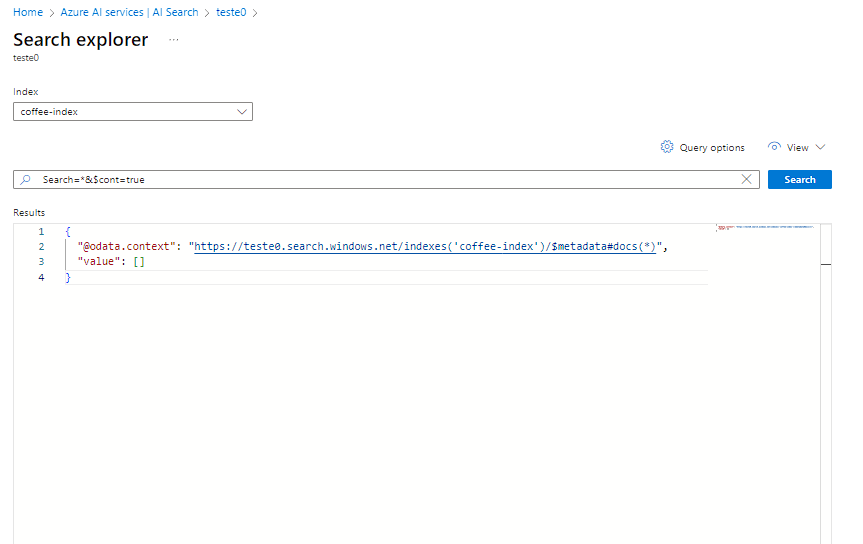 Home > Azure AI services | AI Search > teste0 >
Search explorer ...
teste0
Index
coffee-index
Query options View
Search=*&$cont=true
Search
Results
1 {
2 "@odata.context": "https://teste0.search.windows.net/indexes('coffee-index')/$metadata#docs(*)",
3 "value": []
4 }